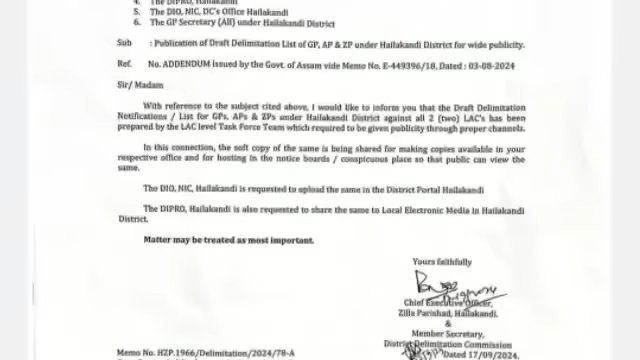 4. The DIPRO, Hailakandi
5. The DIO, NIC, DC's Office Hailakandi
6. The GP Secretary (All) under Hailakandi District
Sub : Publication of Draft Delimitation List of GP, AP & ZP under Hailakandi District for wide publicity.
Ref. No. ADDENDUM issued by the Govt. of Assam vide Memo No. E-449396/18, Dated : 03-08-2024
Sir/ Madam
With reference to the subject cited above, I would like to inform you that the Draft Delimitation
Notifications / List for GPs, APs & ZPs under Hailakandi District against all 2 (two) LAC's has been
prepared by the LAC level Task Force Team which required to be given publicity through proper channels.
In this connection, the soft copy of the same is being shared for making copies available in your
respective office and for hosting in the notice boards / conspicuous place so that public can view the
same.
The DIO, NIC, Hailakandi is requested to upload the same in the District Portal Hailakandi
The DIPRO, Hailakandi is also requested to share the same to Local Electronic Media in Hailakandi
District.
Matter may be treated as most important.
Yours faithfully
Chief Executive Officer,
Zilla Parishad, Hailakandi.
&
Member Secretary,
District Delimitation Commission
Memo No. HZP.1966/Delimitation/2024/78-A Dated 17/09/2024.